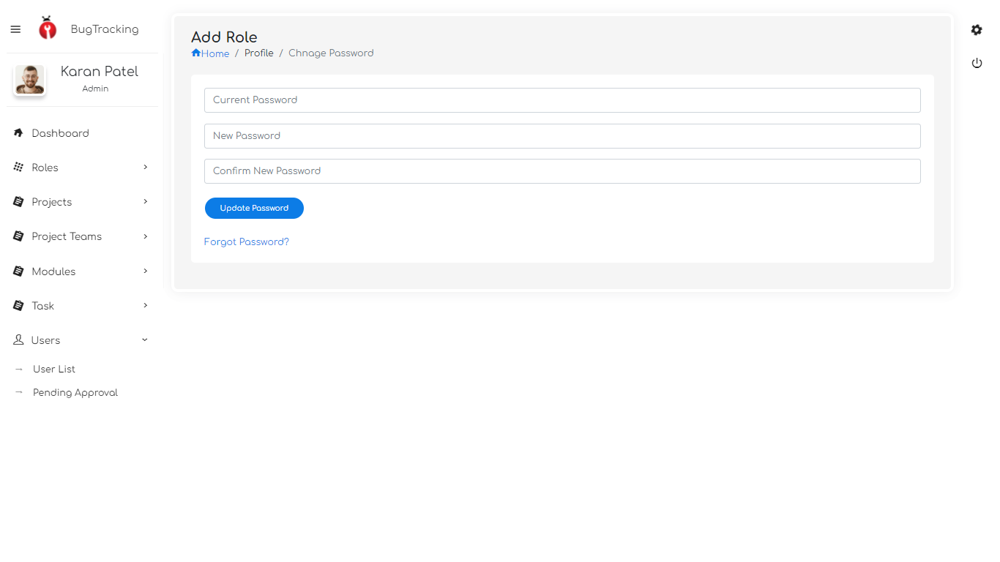 BugTracking
Karan Patel
Admin
Dashboard
Roles
Projects
Project Teams
Modules
Task
Users
→ User List
→ Pending Approval
Add Role
Home / Profile / Chnage Password
Current Password
New Password
Confirm New Password
Update Password
Forgot Password?